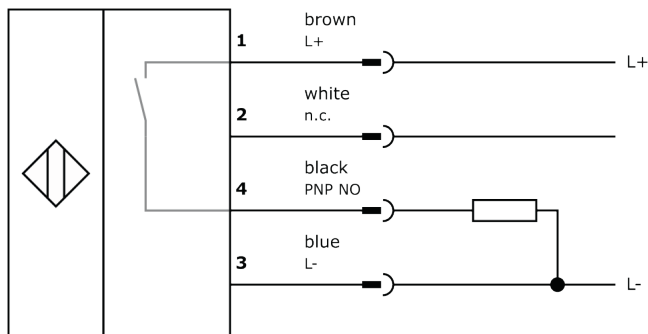 brown
1
L+
L+
white
2
n.c.
black
4
PNP NO
blue
3
L-
L-